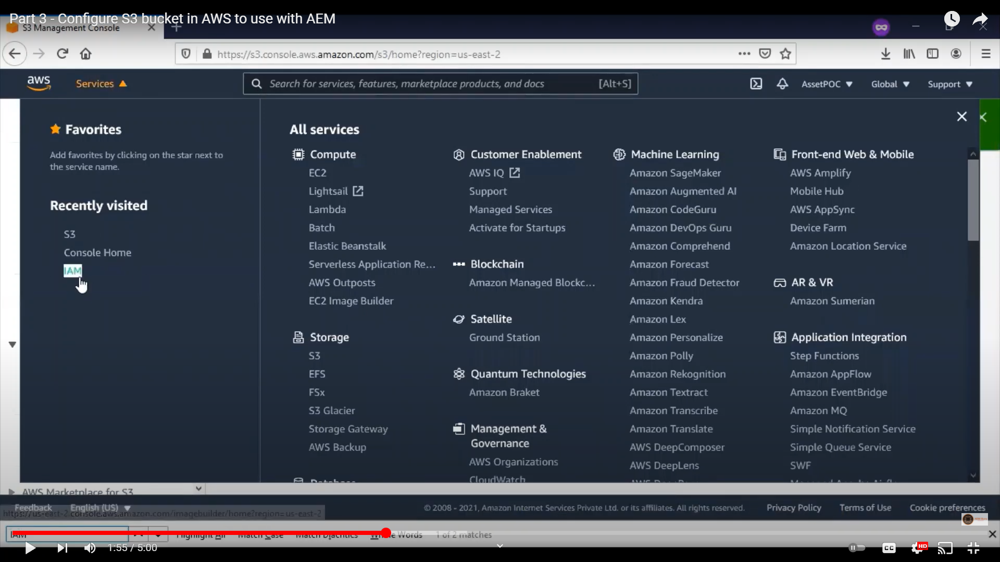 Part 3 - Configure S3 bucket in AWS to use with AEM
S3 Management Console
https://s3.console.aws.amazon.com/s3/home?region=us-east-2
aws
Services
Search for services, features, marketplace products, and docs
[Alt+S]
AssetPOC
Global
Support
Favorites
Add favorites by clicking on the star next to
the service name.
Recently visited
S3
Console Home
IAM
All services
Compute
EC2
Lightsail
Lambda
Batch
Elastic Beanstalk
Serverless Application Re...
AWS Outposts
EC2 Image Builder
Storage
S3
EFS
FSx
S3 Glacier
Storage Gateway
AWS Backup
Database
Customer Enablement
AWS IQ
Support
Managed Services
Activate for Startups
Blockchain
Amazon Managed Blockc...
Satellite
Ground Station
Quantum Technologies
Amazon Braket
Management &
Governance
AWS Organizations
CloudWatch
Machine Learning
Amazon SageMaker
Amazon Augmented AI
Amazon CodeGuru
Amazon DevOps Guru
Amazon Comprehend
Amazon Forecast
Amazon Fraud Detector
Amazon Kendra
Amazon Lex
Amazon Personalize
Amazon Polly
Amazon Rekognition
Amazon Textract
Amazon Transcribe
Amazon Translate
AWS DeepComposer
AWS DeepLens
Front-end Web & Mobile
AWS Amplify
Mobile Hub
AWS AppSync
Device Farm
Amazon Location Service
AR & VR
Amazon Sumerian
Application Integration
Step Functions
Amazon AppFlow
Amazon EventBridge
Amazon MQ
Simple Notification Service
Simple Queue Service
SWF
AWS Marketplace for S3
Feedback
English (US)
© 2008 - 2021, Amazon Internet Services Private Ltd. or its affiliates. All rights reserved.
Privacy Policy
Terms of Use
Cookie preferences
https://us-east-2.console.aws.amazon.com/imagebuilder/home?region=us-east-2
IAM
Highlight All
Match Case
Match Diacritics
Whole Words
1 of 2 matches
1:55 / 5:00
CC
HD